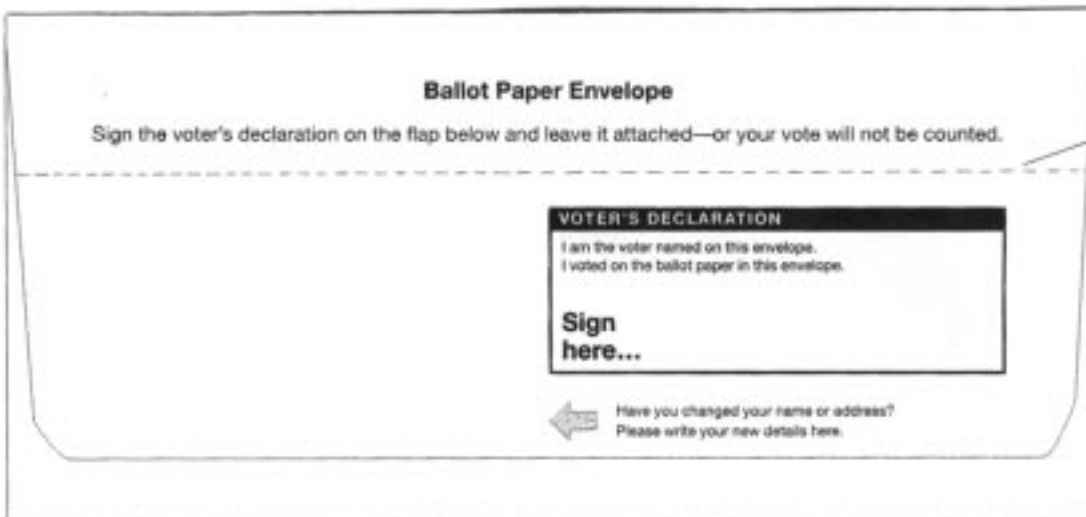 Ballot Paper Envelope
Sign the voter's declaration on the flap below and leave it attached—or your vote will not be counted.
VOTER'S DECLARATION
I am the voter named on this envelope.
I voted on the ballot paper in this envelope.
Sign
here...
Have you changed your name or address?
Please write your new details here.